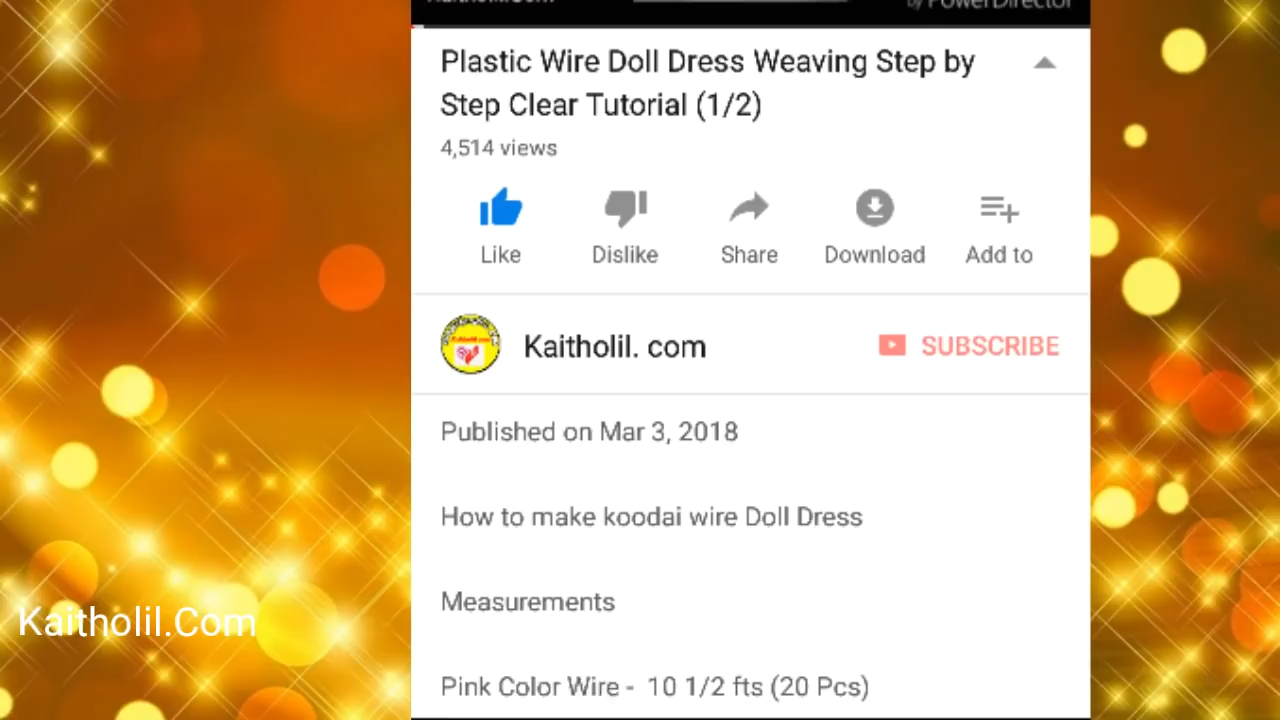 by PowerDirector
Plastic Wire Doll Dress Weaving Step by
Step Clear Tutorial (1/2)
4,514 views
Like Dislike Share Download Add to
Kaitholil. com SUBSCRIBE
Published on Mar 3, 2018
How to make koodai wire Doll Dress
Measurements
Kaitholil.Com
Pink Color Wire - 10 1/2 fts (20 Pcs)